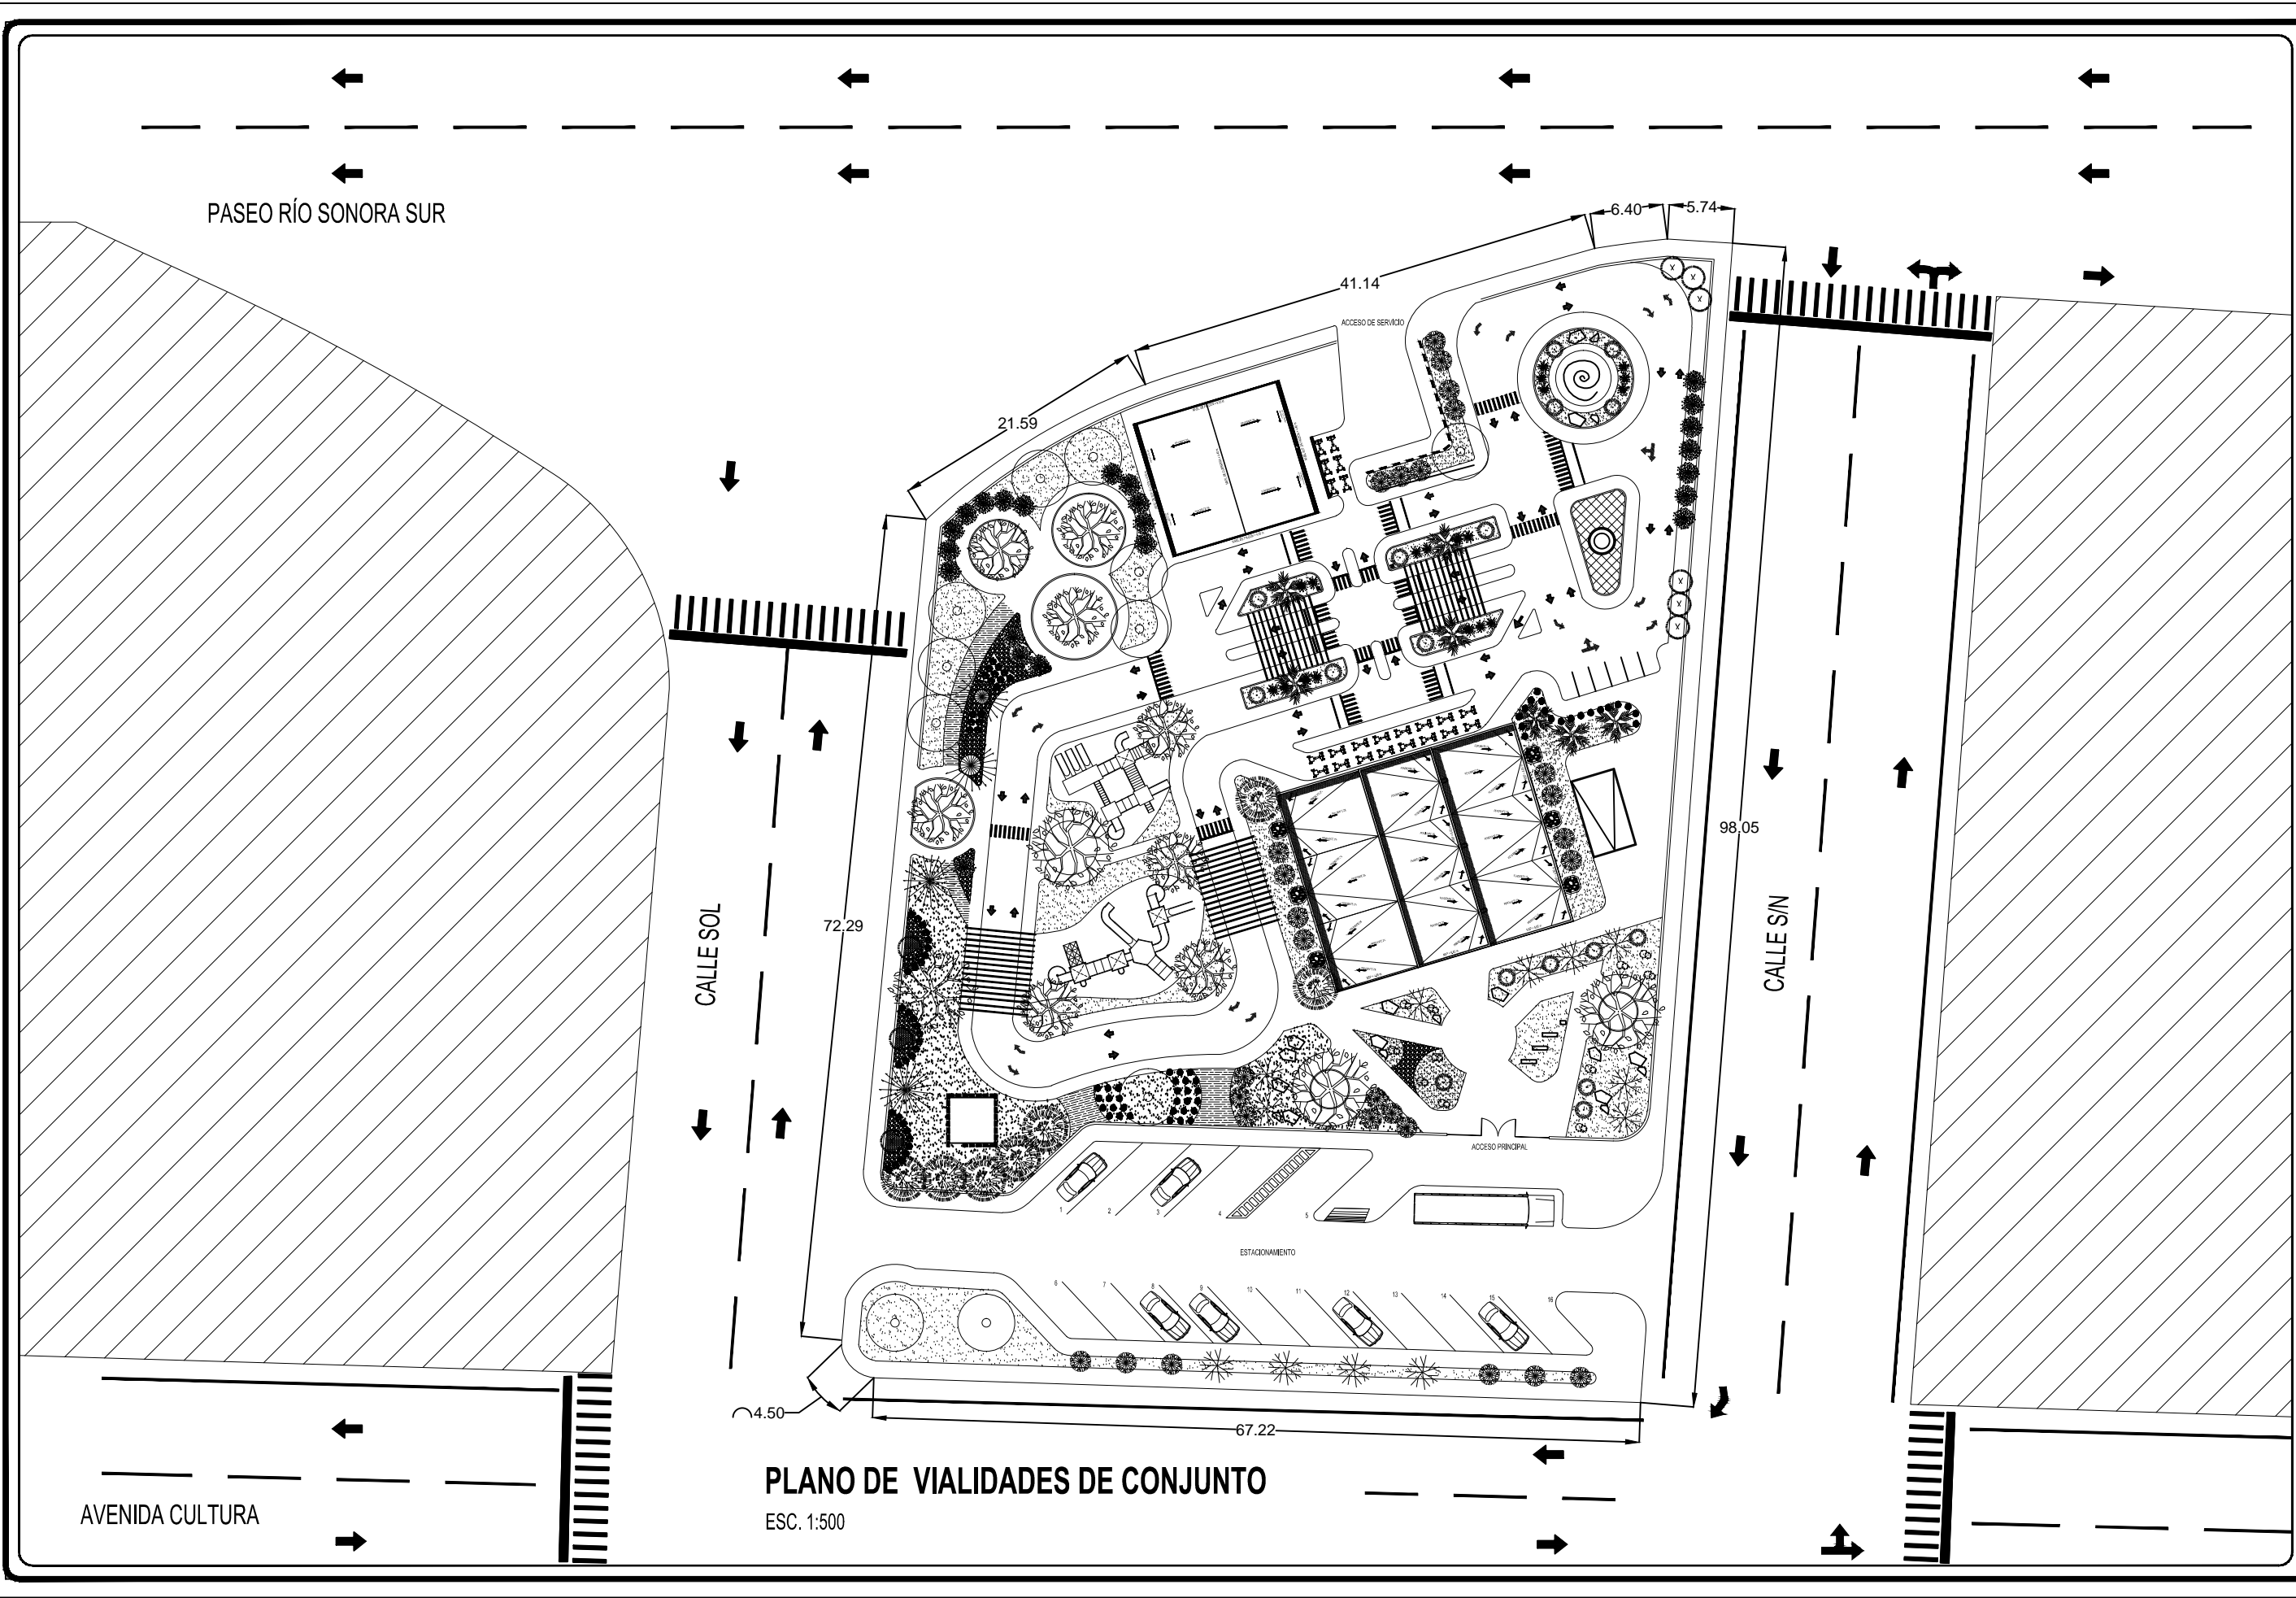 PASEO RÍO SONORA SUR
6.40
5.74
41.14
ACCESO DE SERVICIO
21.59
98.05
72.29
CALLE SOL
CALLE S/N
ACCESO PRINCIPAL
1
2
3
4
5
ESTACIONAMIENTO
6
7
8
9
10
11
12
13
14
15
16
4.50
67.22
PLANO DE VIALIDADES DE CONJUNTO
ESC. 1:500
AVENIDA CULTURA